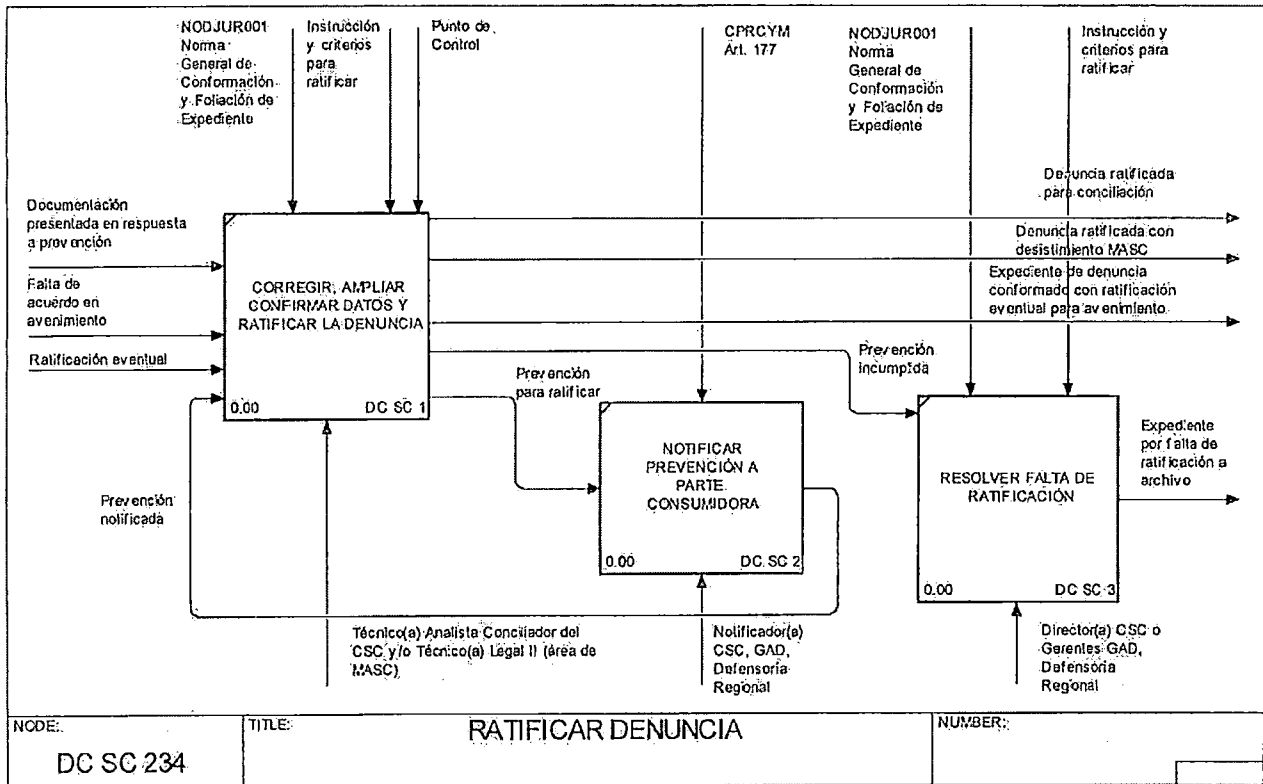 NODJUR001
Norma
General de
Conformación
y Foliación de
Expediente
Instrucción
y criterios
para
ratificar
Punto de
Control
CPRCYM
Art. 177
NODJUR001
Norma
General de
Conformación
y Foliación de
Expediente
Instrucción y
criterios para
ratificar
Documentación
presentada en respuesta
a prevención
Falta de
acuerdo en
avenimiento
Ratificación eventual
CORREGIR, AMPLIAR
CONFIRMAR DATOS Y
RATIFICAR LA DENUNCIA
0.00
DC SC 1
Denuncia ratificada
para conciliación
Denuncia ratificada con
desistimiento MASC
Expediente de denuncia
conformado con ratificación
eventual para avenimiento
Prevención
incumplida
Prevención
para ratificar
NOTIFICAR
PREVENCIÓN A
PARTE
CONSUMIDORA
0.00
DC SC 2
RESOLVER FALTA DE
RATIFICACIÓN
0.00
DC SC 3
Expediente
por falta de
ratificación a
archivo
Prevención
notificada
Técnico(a) Analista Conciliador del
CSC y/o Técnico(a) Legal II (área de
MASC)
Notificador(a)
CSC, GAD,
Defensoría
Regional
Director(a) CSC o
Gerentes GAD,
Defensoría
Regional
NODE:
DC SC 234
TITLE:
RATIFICAR DENUNCIA
NUMBER: